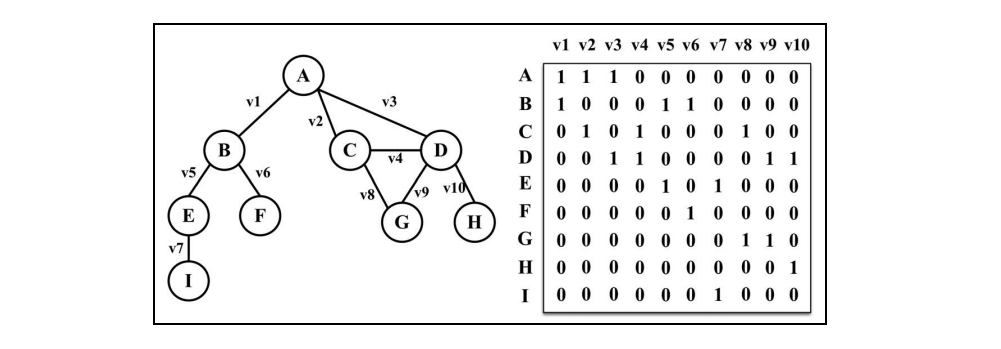 A
v1
v3
v2
B
C
D
v4
v5
v6
v8
v9
v10
E
F
G
H
v7
I
v1 v2 v3 v4 v5 v6 v7 v8 v9 v10
A 1 1 1 0 0 0 0 0 0 0
B 1 0 0 0 1 1 0 0 0 0
C 0 1 0 1 0 0 0 1 0 0
D 0 0 1 1 0 0 0 0 1 1
E 0 0 0 0 1 0 1 0 0 0
F 0 0 0 0 0 1 0 0 0 0
G 0 0 0 0 0 0 0 1 1 0
H 0 0 0 0 0 0 0 0 0 1
I 0 0 0 0 0 0 1 0 0 0